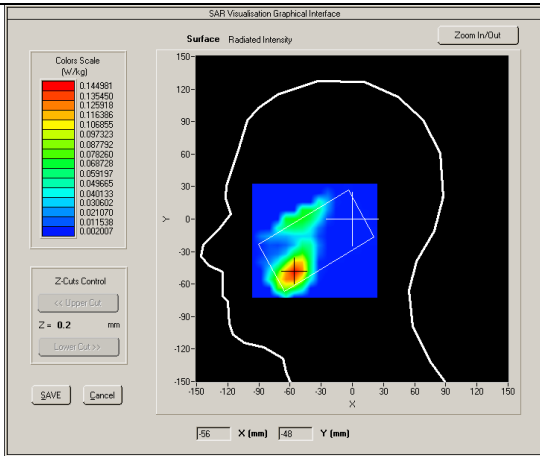 SAR Visualisation Graphical Interface
Surface Radiated Intensity
Zoom In/Out
Colors Scale
(W/kg)
0.144981
0.135450
0.125918
0.116386
0.106855
0.097323
0.087792
0.078260
0.068728
0.059197
0.049665
0.040133
0.030602
0.021070
0.011538
0.002007
Z-Cuts Control
<< Upper Cut
Z = 0.2 mm
Lower Cut >>
SAVE Cancel
150
120
90
60
30
0
-30
-60
-90
-120
-150
Y
-150 -120 -90 -60 -30 0 30 60 90 120 150
X
-56 X (mm) -48 Y (mm)